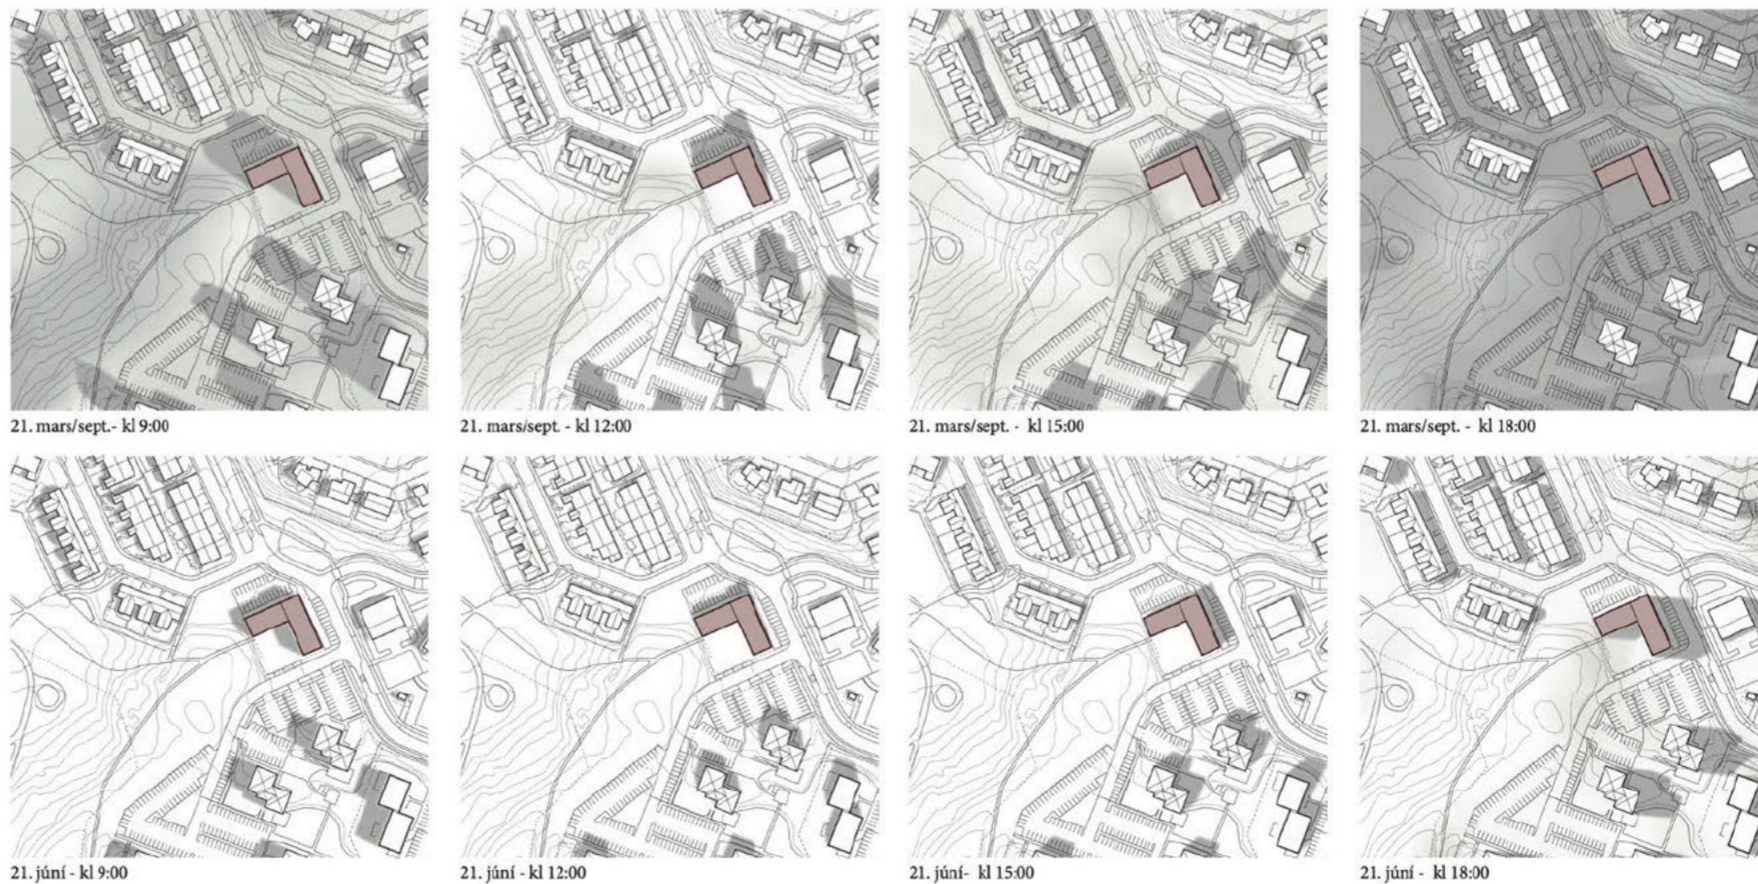 21. mars/sept.- kl 9:00
21. mars/sept. - kl 12:00
21. mars/sept. - kl 15:00
21. mars/sept. - kl 18:00
21. júní - kl 9:00
21. júní - kl 12:00
21. júní- kl 15:00
21. júní - kl 18:00